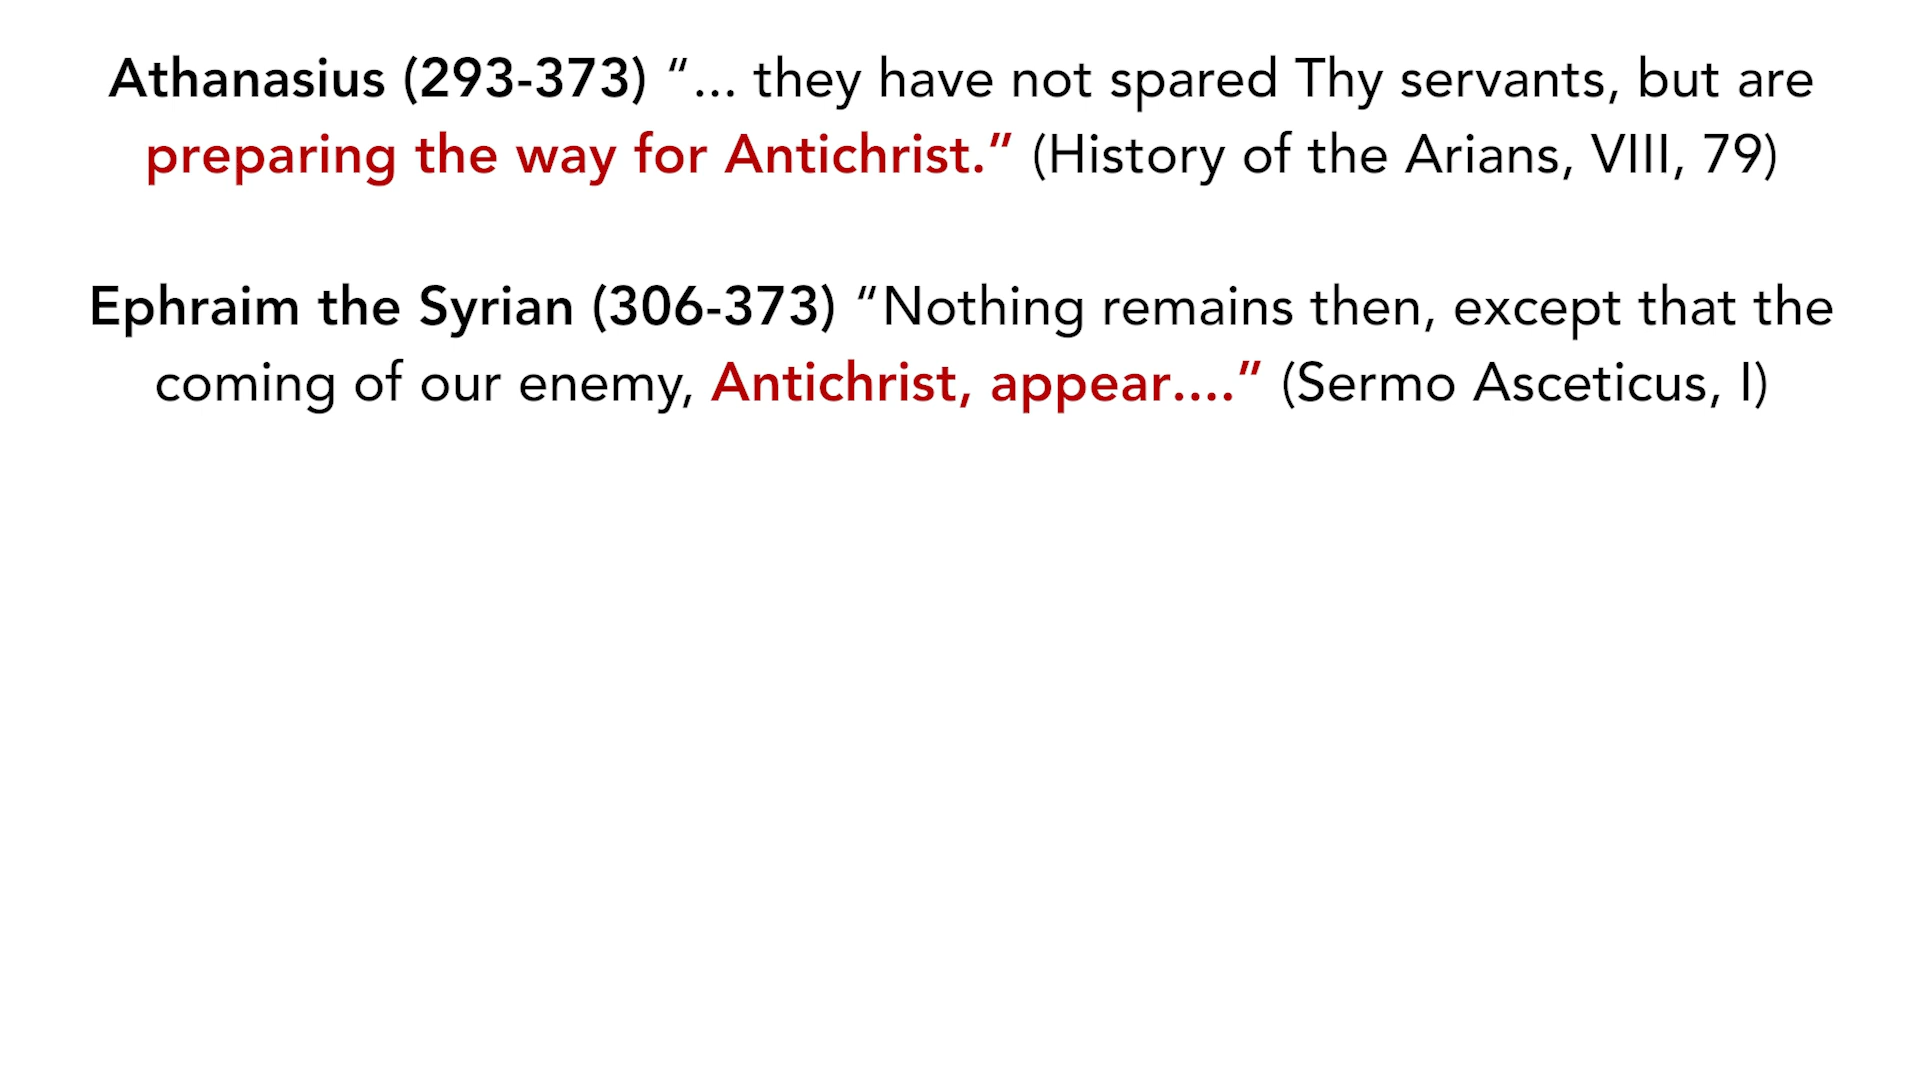 Athanasius (293-373) “... they have not spared Thy servants, but are
preparing the way for Antichrist.” (History of the Arians, VIII, 79)
Ephraim the Syrian (306-373) “Nothing remains then, except that the
coming of our enemy, Antichrist, appear....” (Sermo Asceticus, I)